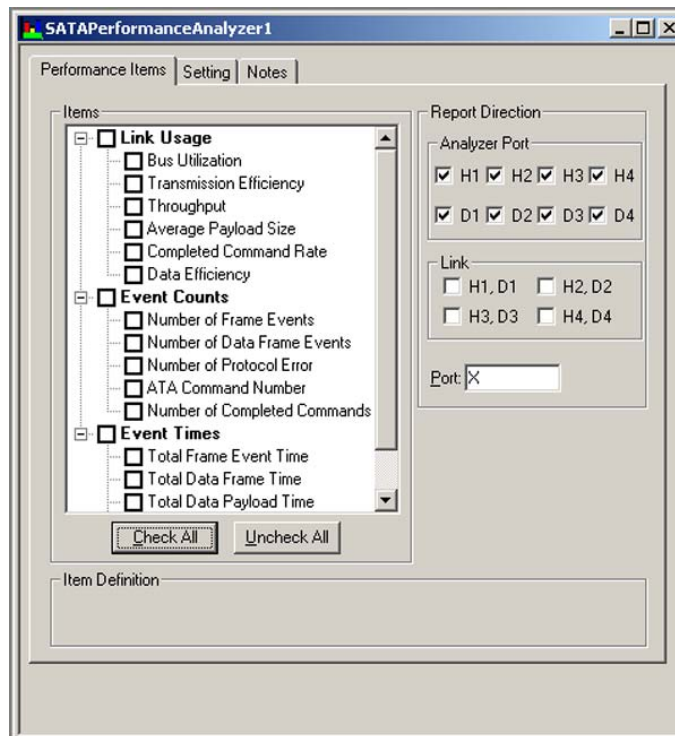 SATAPerformanceAnalyzer1
Performance Items Setting Notes
Items
Link Usage
Bus Utilization
Transmission Efficiency
Throughput
Average Payload Size
Completed Command Rate
Data Efficiency
Event Counts
Number of Frame Events
Number of Data Frame Events
Number of Protocol Error
ATA Command Number
Number of Completed Commands
Event Times
Total Frame Event Time
Total Data Frame Time
Total Data Payload Time
Check All Uncheck All
Report Direction
Analyzer Port
H1 H2 H3 H4
D1 D2 D3 D4
Link
H1, D1 H2, D2
H3, D3 H4, D4
Port: X
Item Definition